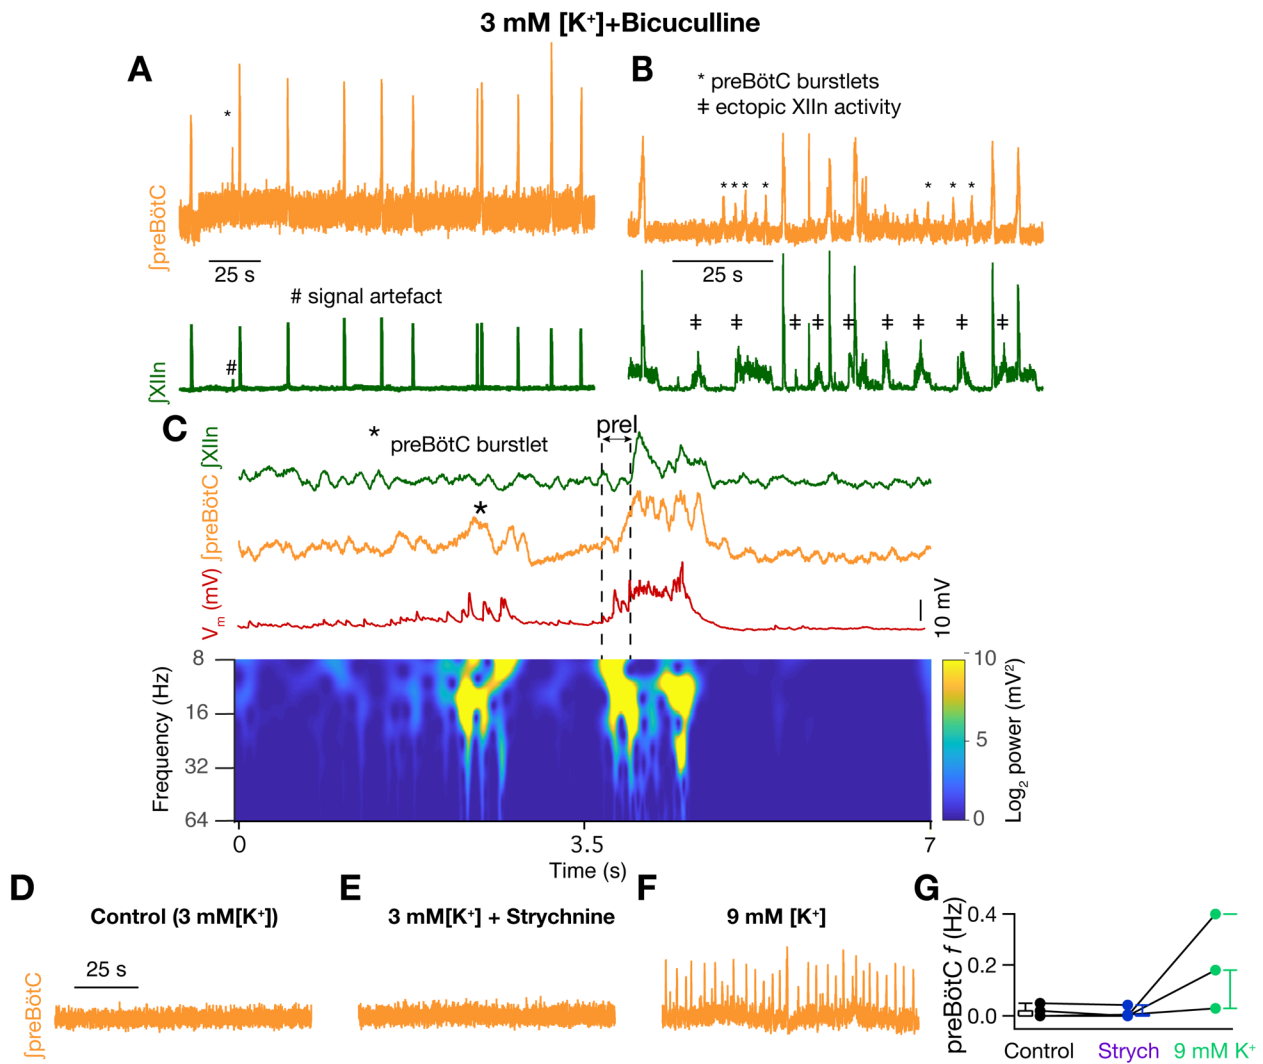 3 mM [K⁺]+Bicuculline
A
B
* preBötC burstlets
ǂ ectopic XIIn activity
*
∫preBötC
* * * *
* * *
25 s
25 s
# signal artefact
#
∫XIIn
ǂ ǂ ǂ ǂ ǂ ǂ ǂ ǂ ǂ
C
preI
* preBötC burstlet
∫XIIn
∫preBötC
*
Vₘ (mV)
10 mV
8
16
32
64
Frequency (Hz)
10
5
0
Log₂ power (mV²)
0
3.5
7
Time (s)
D
E
F
G
Control (3 mM[K⁺])
3 mM[K⁺] + Strychnine
9 mM [K⁺]
25 s
∫preBötC
preBötC f (Hz)
0.4
0.2
0.0
Control
Strych
9 mM K⁺